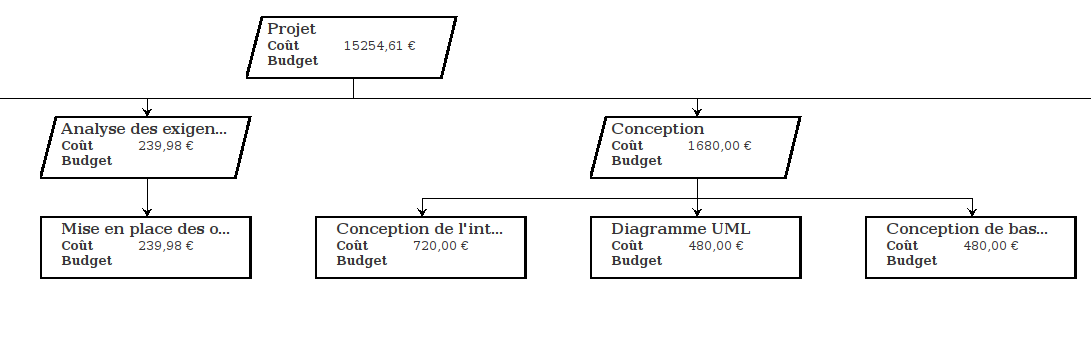 Projet
Coût 15254,61 €
Budget
Analyse des exigen...
Coût 239,98 €
Budget
Conception
Coût 1680,00 €
Budget
Mise en place des o...
Coût 239,98 €
Budget
Conception de l'int...
Coût 720,00 €
Budget
Diagramme UML
Coût 480,00 €
Budget
Conception de bas...
Coût 480,00 €
Budget